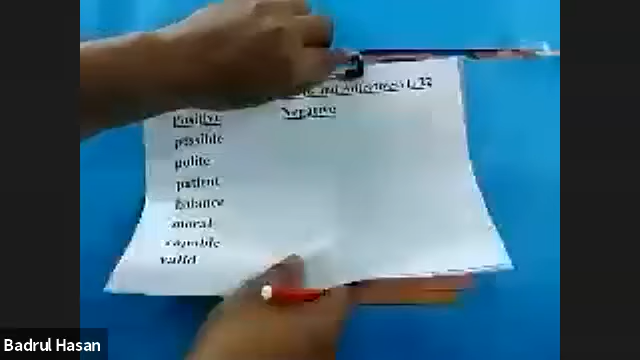 Positive Negative
possible
polite
patient
balance
moral
capable
valid
Badrul Hasan